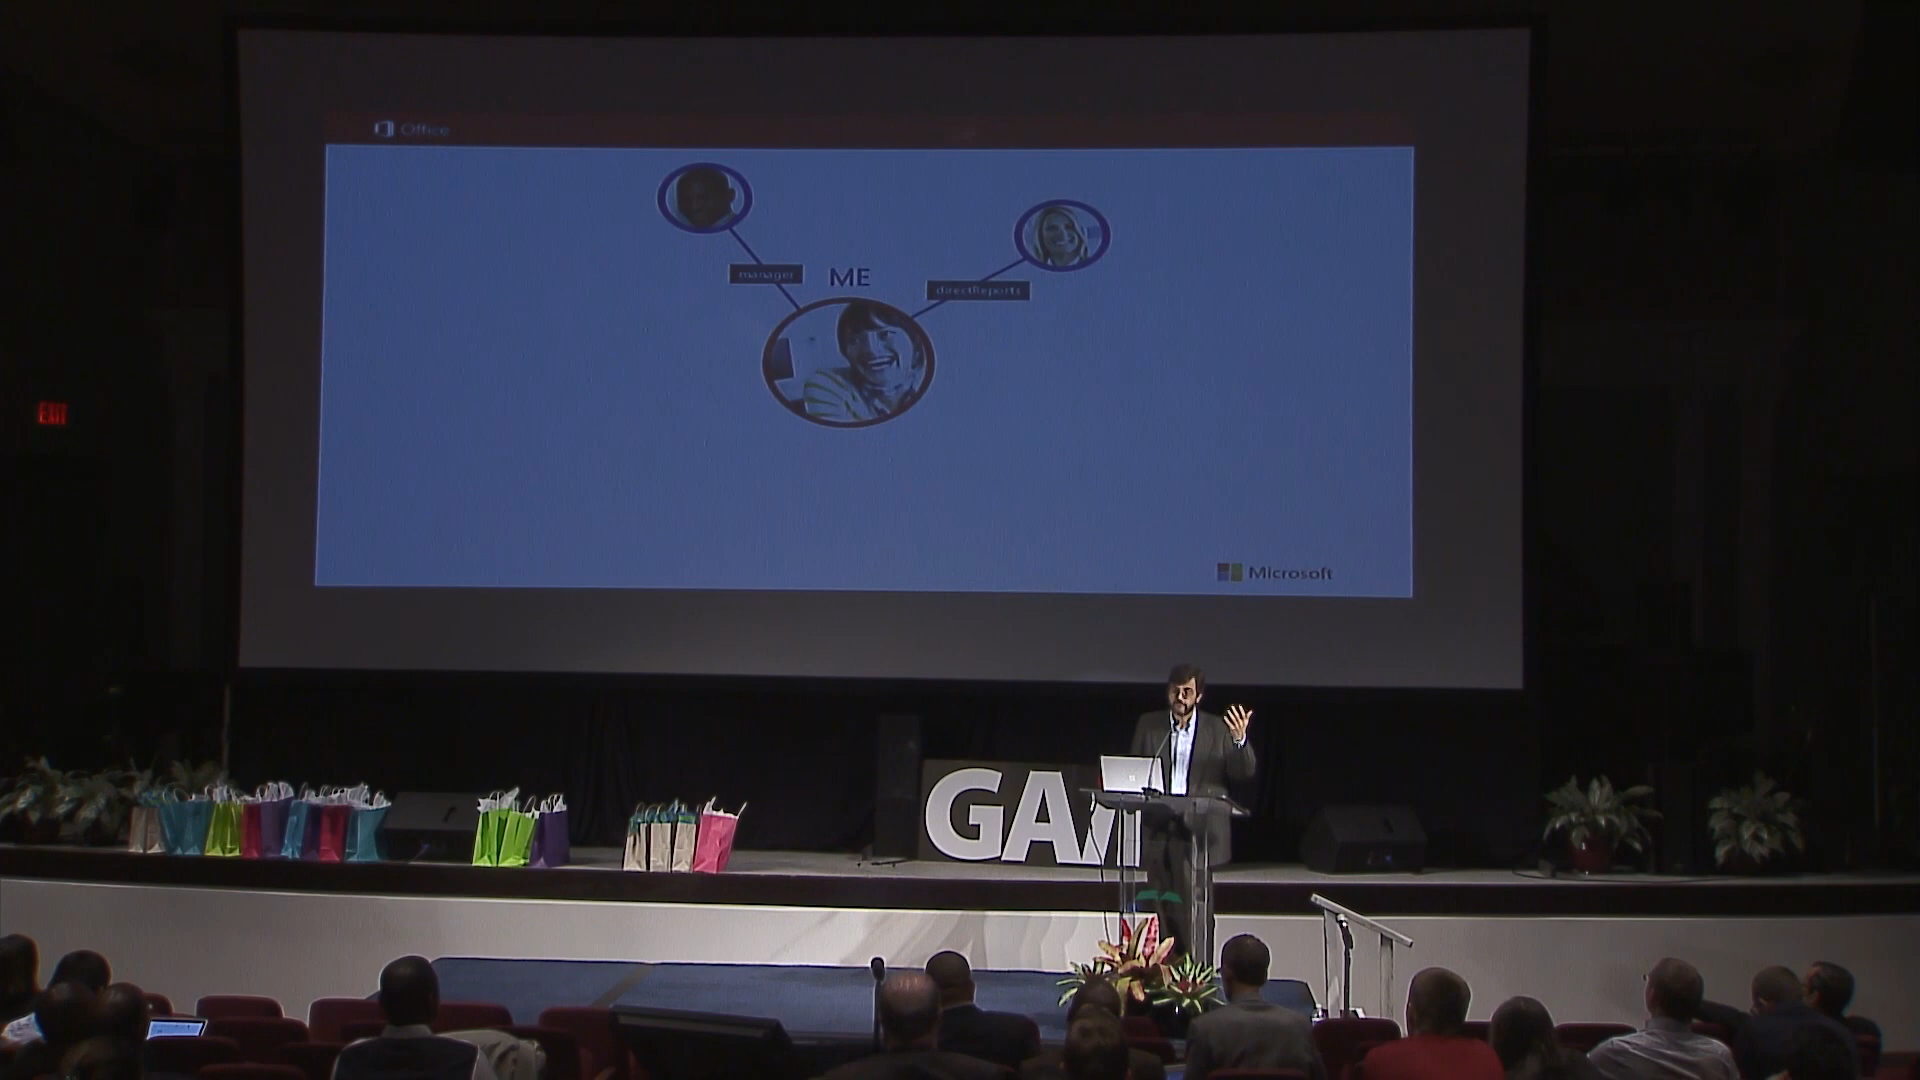 Office
ME
manager
directReports
Microsoft
EXIT
GA